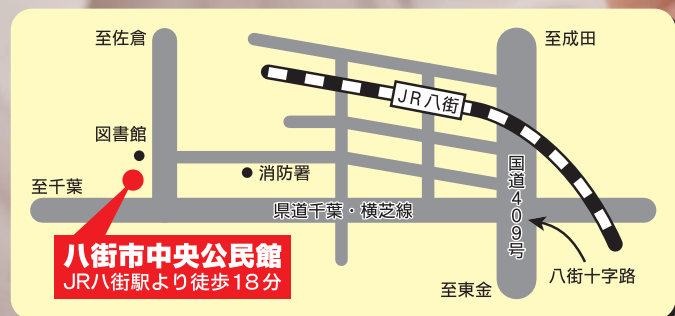 至佐倉
至成田
JR八街
図書館
消防署
至千葉
国道409号
県道千葉・横芝線
八街市中央公民館
JR八街駅より徒歩18分
八街十字路
至東金